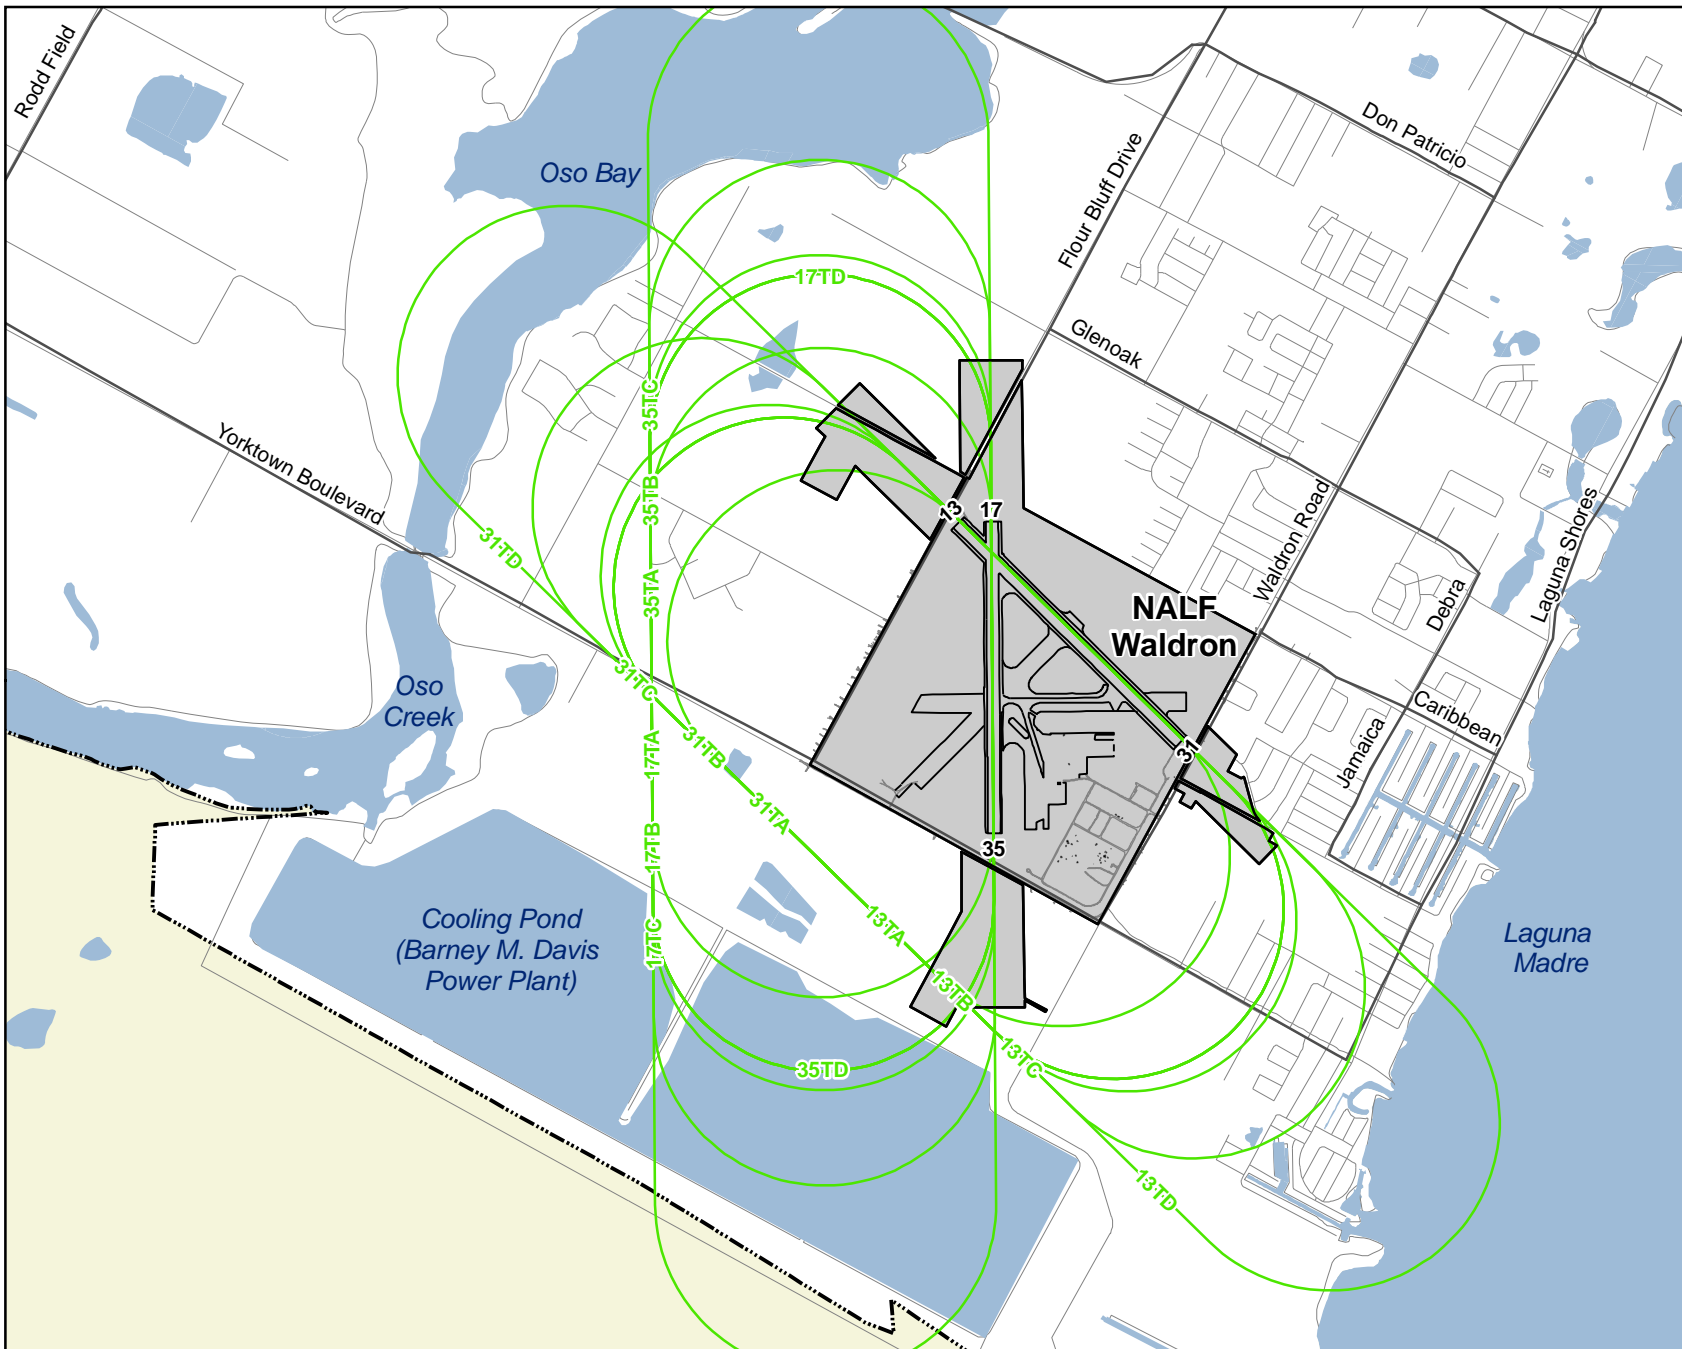 Rodd Field
Oso Bay
Don Patricio
Flour Bluff Drive
17TD
Glenoak
35TC
Yorktown Boulevard
35TB
13
17
31TD
Waldron Road
Laguna Shores
35TA
NALF
Waldron
Debra
31TC
Oso
Creek
Caribbean
31TB
17TA
31
Jamaica
31TA
17TB
35
Cooling Pond
(Barney M. Davis
Power Plant)
13TA
17TC
Laguna
Madre
13TB
13TC
35TD
13TD